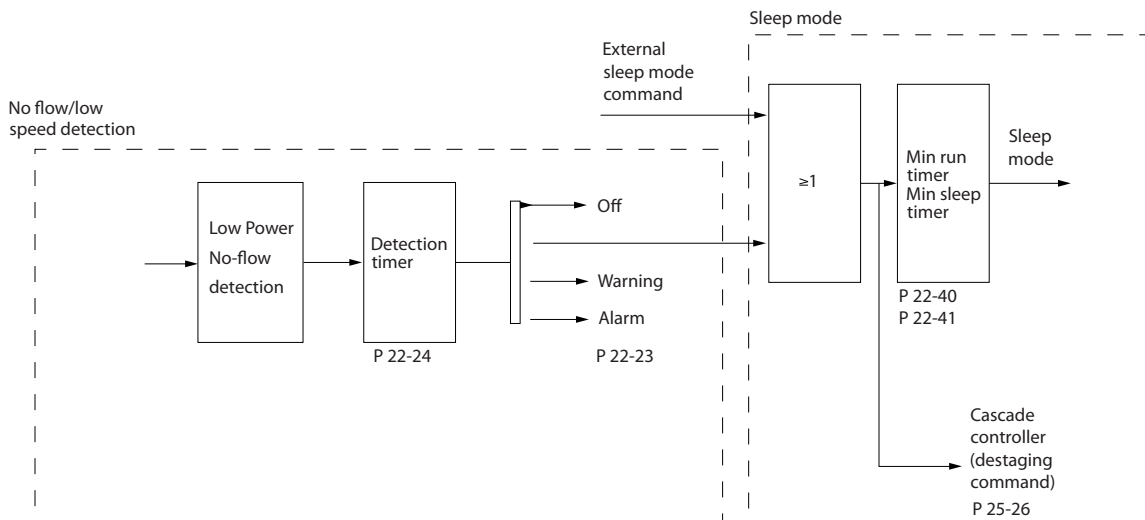 Sleep mode
External
sleep mode
command
No flow/low
speed detection
Low Power
No-flow
detection
Detection
timer
P 22-24
Off
Warning
Alarm
P 22-23
≥1
Min run
timer
Min sleep
timer
P 22-40
P 22-41
Sleep
mode
Cascade
controller
(destaging
command)
P 25-26